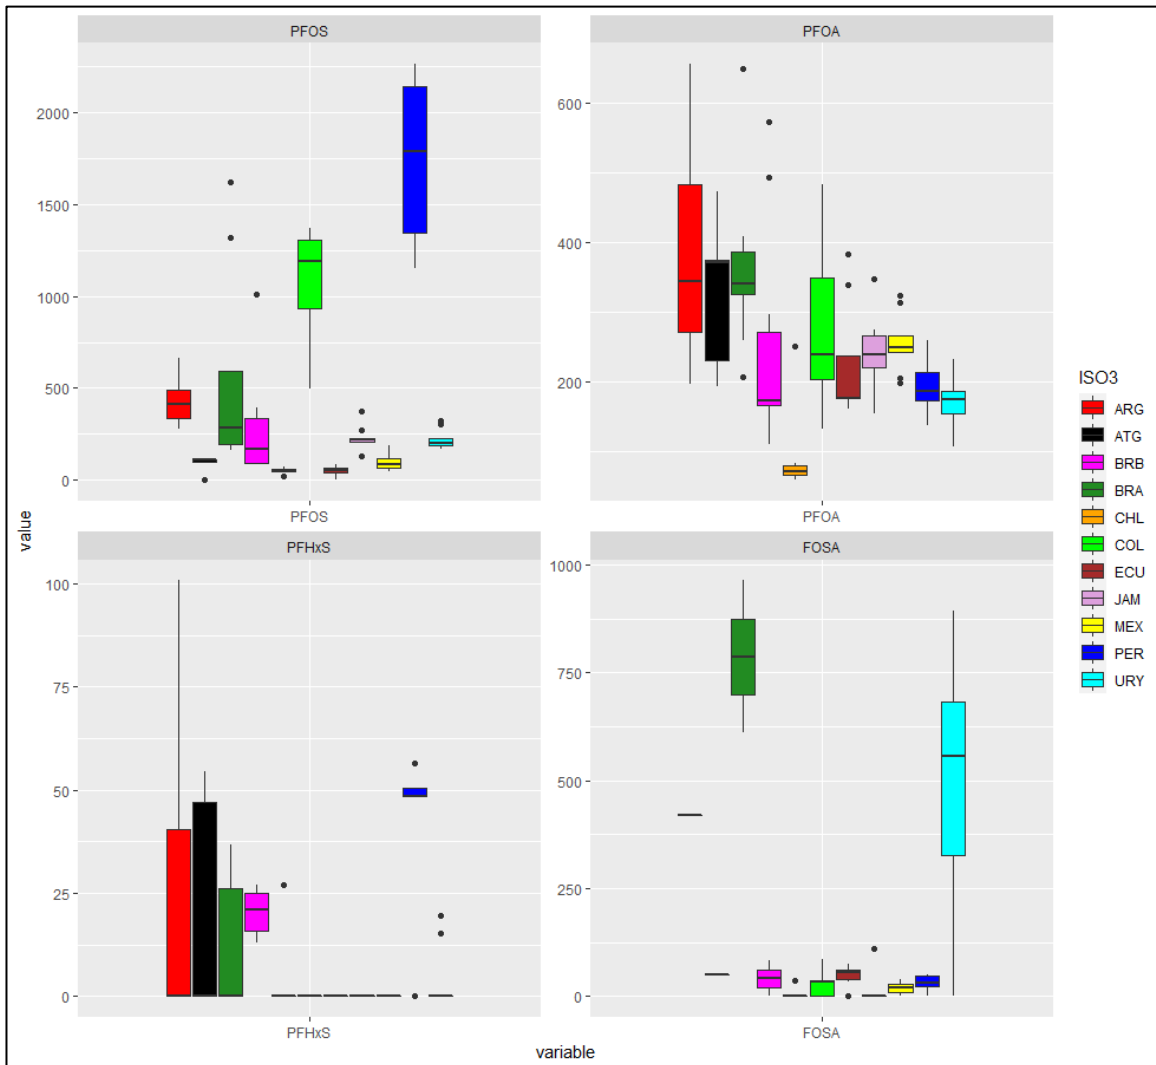 PFOS
PFOA
2000
1500
1000
500
0
600
400
200
PFOS
PFOA
value
PFHxS
FOSA
100
75
50
25
0
1000
750
500
250
0
PFHxS
FOSA
variable
ISO3
ARG
ATG
BRB
BRA
CHL
COL
ECU
JAM
MEX
PER
URY